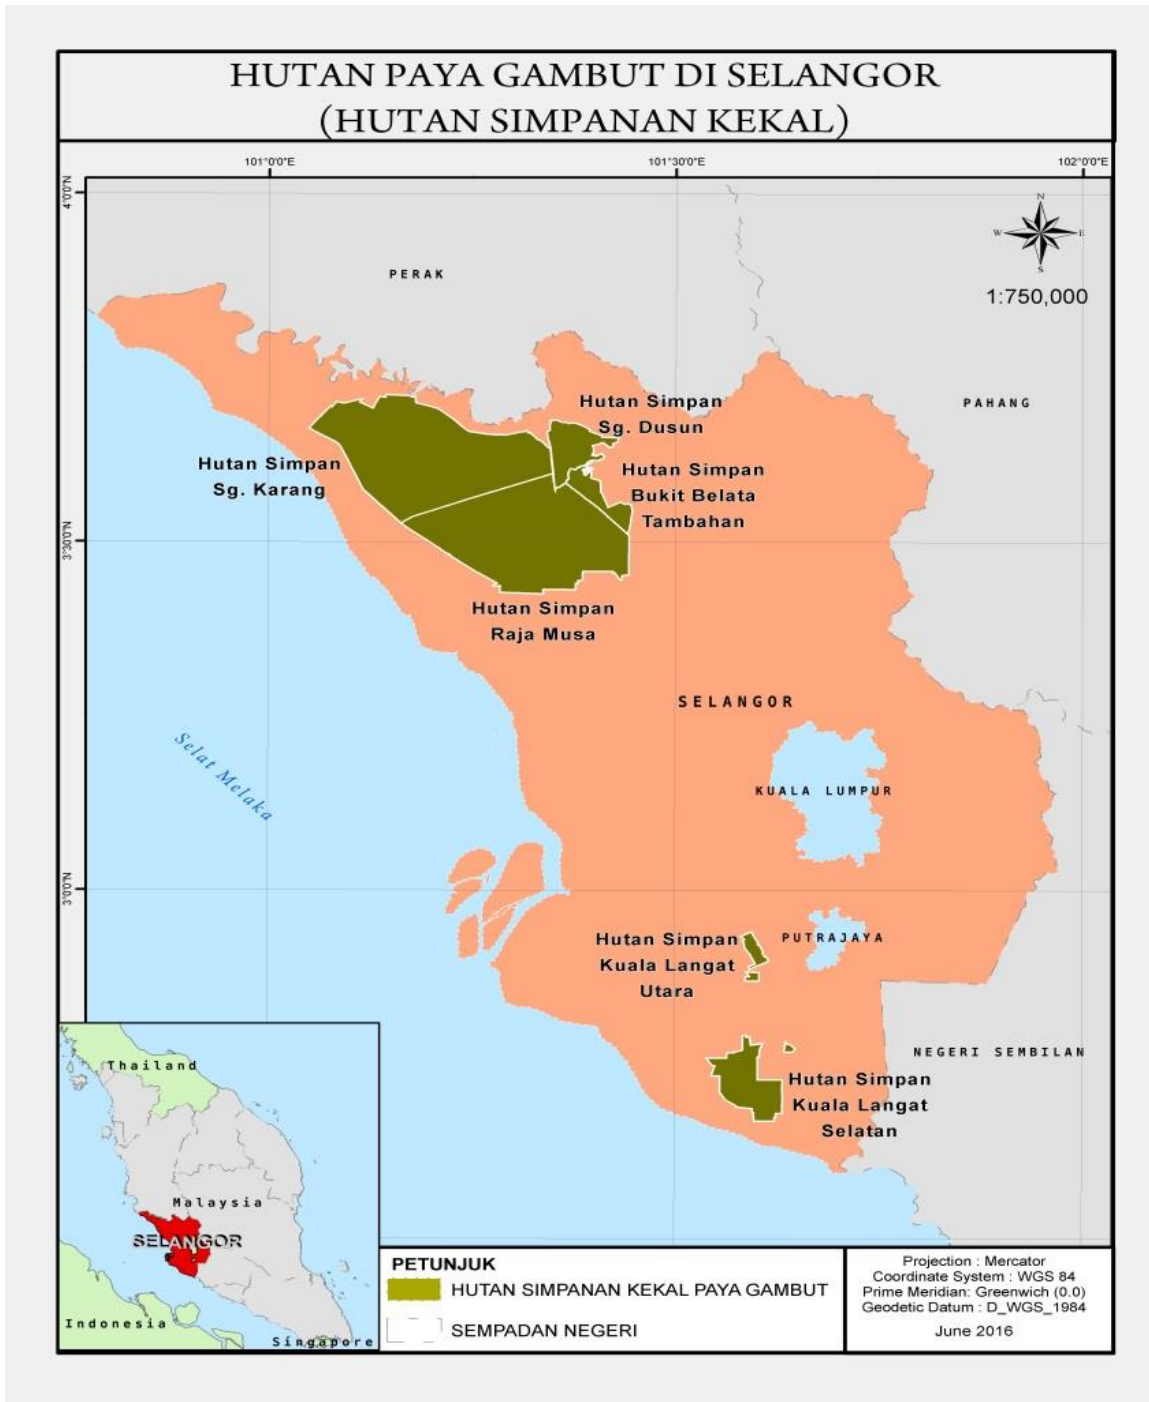 HUTAN PAYA GAMBUT DI SELANGOR
(HUTAN SIMPANAN KEKAL)
101°0'0"E
101°30'0"E
102°0'0"E
4°0'0"N
N
W
E
S
1:750,000
PERAK
PAHANG
Hutan Simpan
Sg. Dusun
Hutan Simpan
Sg. Karang
Hutan Simpan
Bukit Belata
Tambahan
3°30'0"N
Hutan Simpan
Raja Musa
SELANGOR
Selat Melaka
KUALA LUMPUR
3°0'0"N
Hutan Simpan
Kuala Langat
Utara
PUTRAJAYA
NEGERI SEMBILAN
Hutan Simpan
Kuala Langat
Selatan
Thailand
Malaysia
SELANGOR
Indonesia
Singapore
PETUNJUK
HUTAN SIMPANAN KEKAL PAYA GAMBUT
SEMPADAN NEGERI
Projection : Mercator
Coordinate System : WGS 84
Prime Meridian: Greenwich (0.0)
Geodetic Datum : D_WGS_1984
June 2016